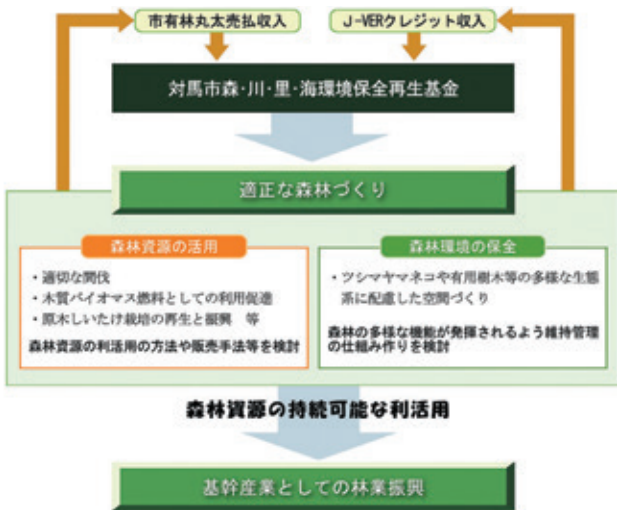 市有林丸太売払収入
J-VERクレジット収入
対馬市森・川・里・海環境保全再生基金
適正な森林づくり
森林資源の活用
・適切な間伐
・木質バイオマス燃料としての利用促進
・原木しいたけ栽培の再生と振興　等
森林資源の利活用の方法や販売手法等を検討
森林環境の保全
・ツシマヤマネコや有用樹木等の多様な生態
系に配慮した空間づくり
森林の多様な機能が発揮されるよう維持管理
の仕組み作りを検討
森林資源の持続可能な利活用
基幹産業としての林業振興